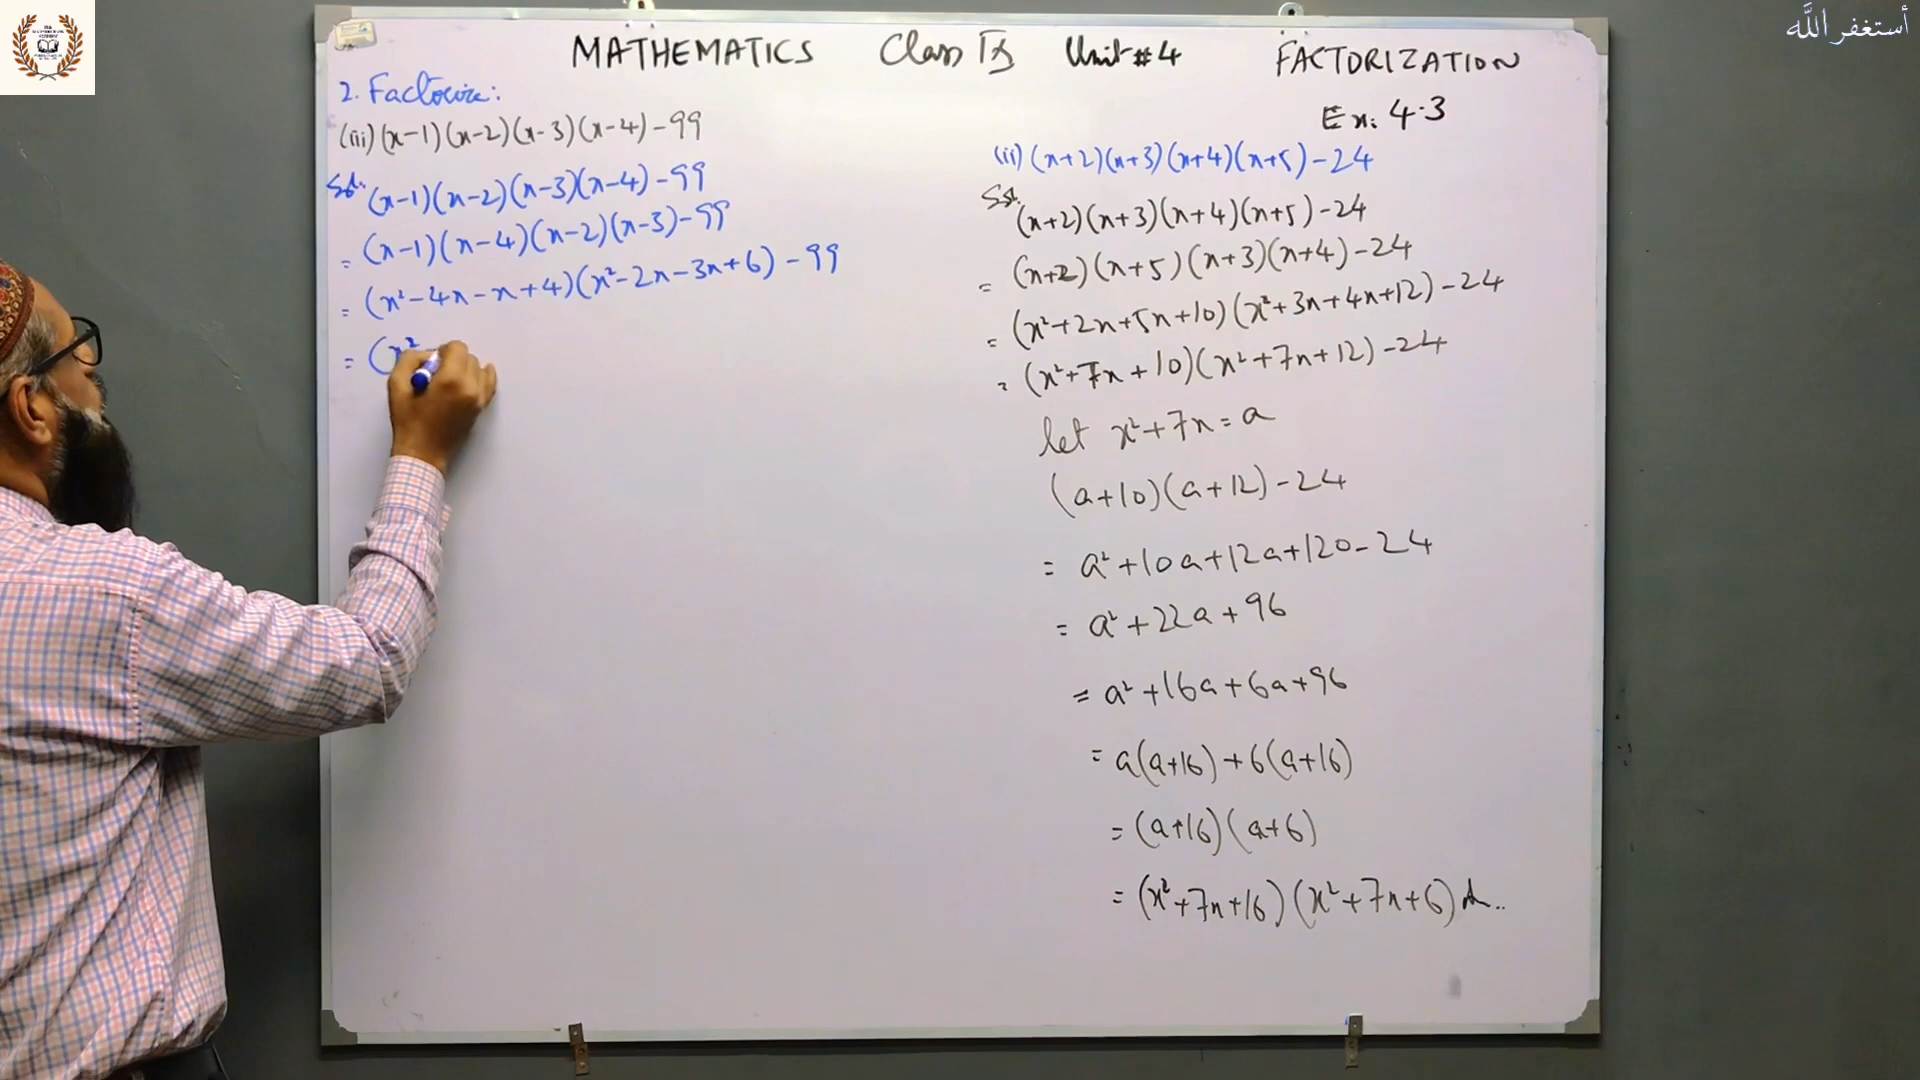 MATHEMATICS Class IX Unit #4 FACTORIZATION
Ex: 4.3
2. Factorize:
(iii) (x-1)(x-2)(x-3)(x-4)-99
Sol: (x-1)(x-2)(x-3)(x-4)-99
= (x-1)(x-4)(x-2)(x-3)-99
= (x²-4x-x+4)(x²-2x-3x+6)-99
= (x²
(ii) (x+2)(x+3)(x+4)(x+5)-24
Sol. (x+2)(x+3)(x+4)(x+5)-24
= (x+2)(x+5)(x+3)(x+4)-24
= (x²+2x+5x+10)(x²+3x+4x+12)-24
= (x²+7x+10)(x²+7x+12)-24
let x²+7x=a
(a+10)(a+12)-24
= a²+10a+12a+120-24
= a²+22a+96
= a²+16a+6a+96
= a(a+16)+6(a+16)
= (a+16)(a+6)
= (x²+7x+16)(x²+7x+6)
أستغفر الله